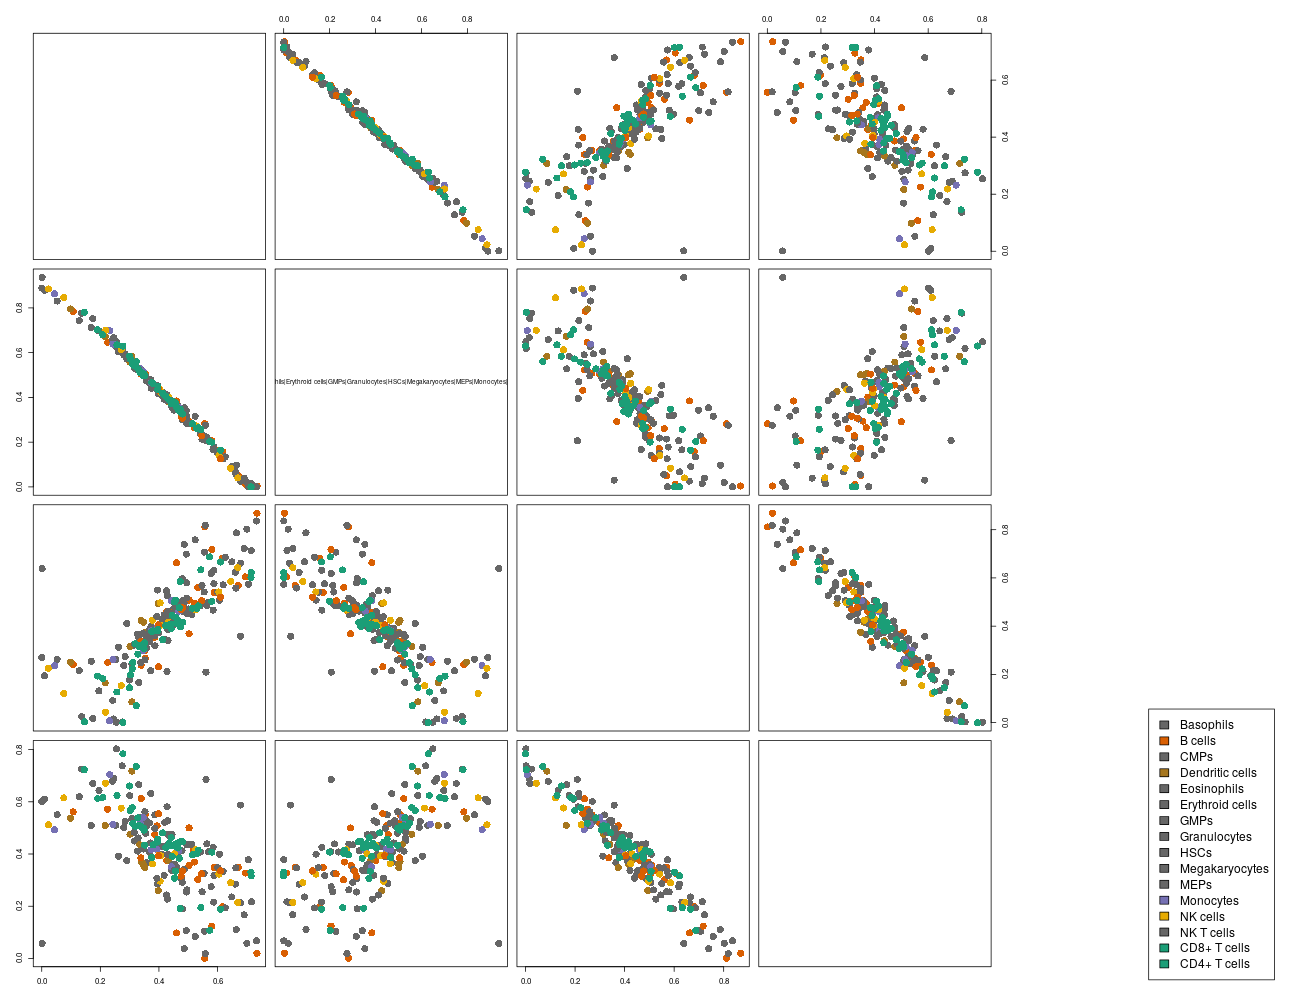 0.0 0.2 0.4 0.6 0.8
0.0 0.2 0.4 0.6 0.8
0.0 0.2 0.4 0.6
0.0 0.2 0.4 0.6 0.8
hils|Erythroid cells|GMPs|Granulocytes|HSCs|Megakaryocytes|MEPs|Monocytes|
0.0 0.2 0.4 0.6 0.8
0.0 0.2 0.4 0.6 0.8
0.0 0.2 0.4 0.6
0.0 0.2 0.4 0.6 0.8
Basophils
B cells
CMPs
Dendritic cells
Eosinophils
Erythroid cells
GMPs
Granulocytes
HSCs
Megakaryocytes
MEPs
Monocytes
NK cells
NK T cells
CD8+ T cells
CD4+ T cells